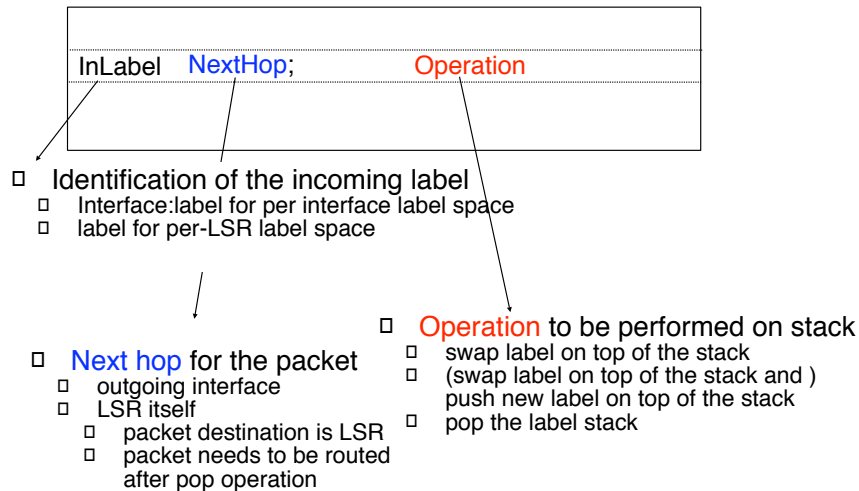 InLabel NextHop; Operation
Identification of the incoming label
Interface:label for per interface label space
label for per-LSR label space
Next hop for the packet
outgoing interface
LSR itself
packet destination is LSR
packet needs to be routed
after pop operation
Operation to be performed on stack
swap label on top of the stack
(swap label on top of the stack and )
push new label on top of the stack
pop the label stack